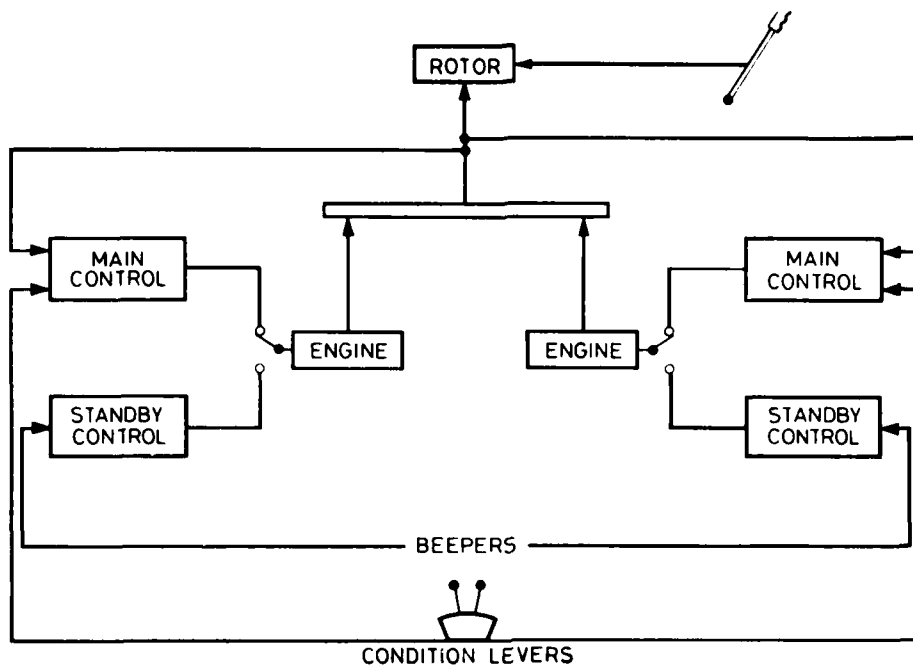 ROTOR
MAIN
CONTROL
MAIN
CONTROL
ENGINE
ENGINE
STANDBY
CONTROL
STANDBY
CONTROL
BEEPERS
CONDITION LEVERS